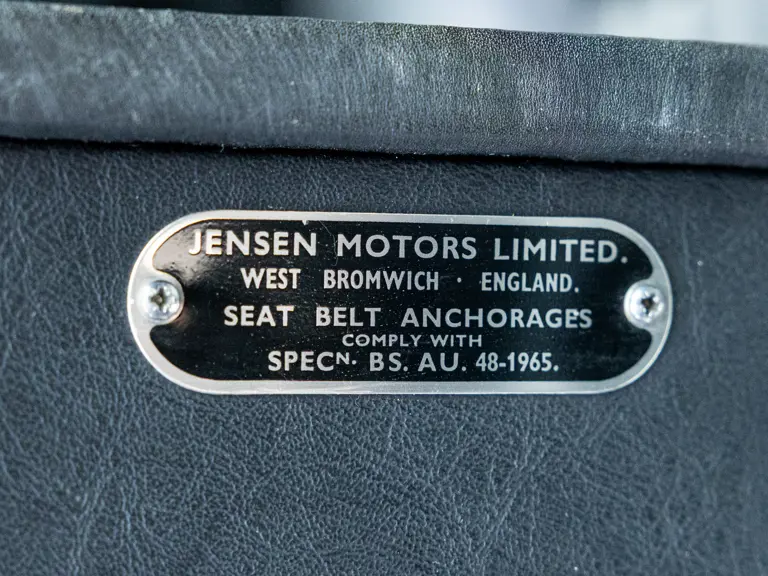 JENSEN MOTORS LIMITED.
WEST BROMWICH · ENGLAND.
SEAT BELT ANCHORAGES
COMPLY WITH
SPECN. BS. AU. 48-1965.